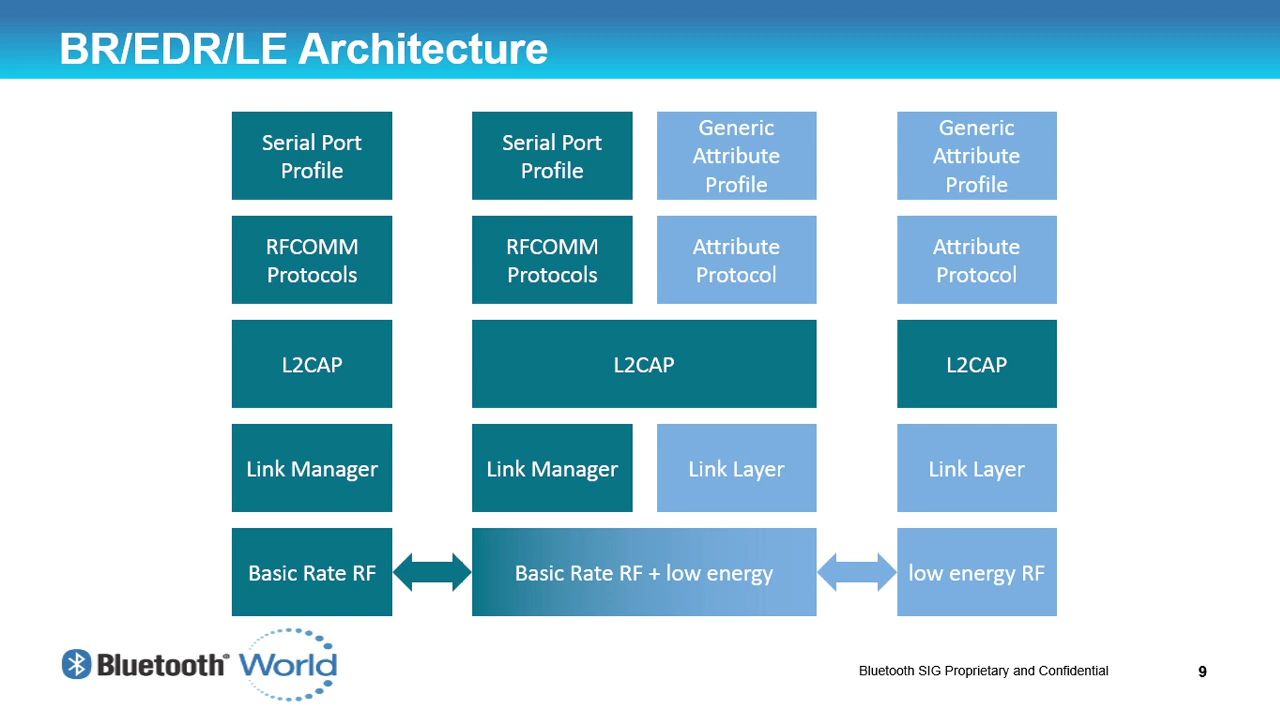 BR/EDR/LE Architecture
Serial Port
Profile
Serial Port
Profile
Generic
Attribute
Profile
Generic
Attribute
Profile
RFCOMM
Protocols
RFCOMM
Protocols
Attribute
Protocol
Attribute
Protocol
L2CAP
L2CAP
L2CAP
Link Manager
Link Manager
Link Layer
Link Layer
Basic Rate RF
Basic Rate RF + low energy
low energy RF
Bluetooth® World
Bluetooth SIG Proprietary and Confidential
9